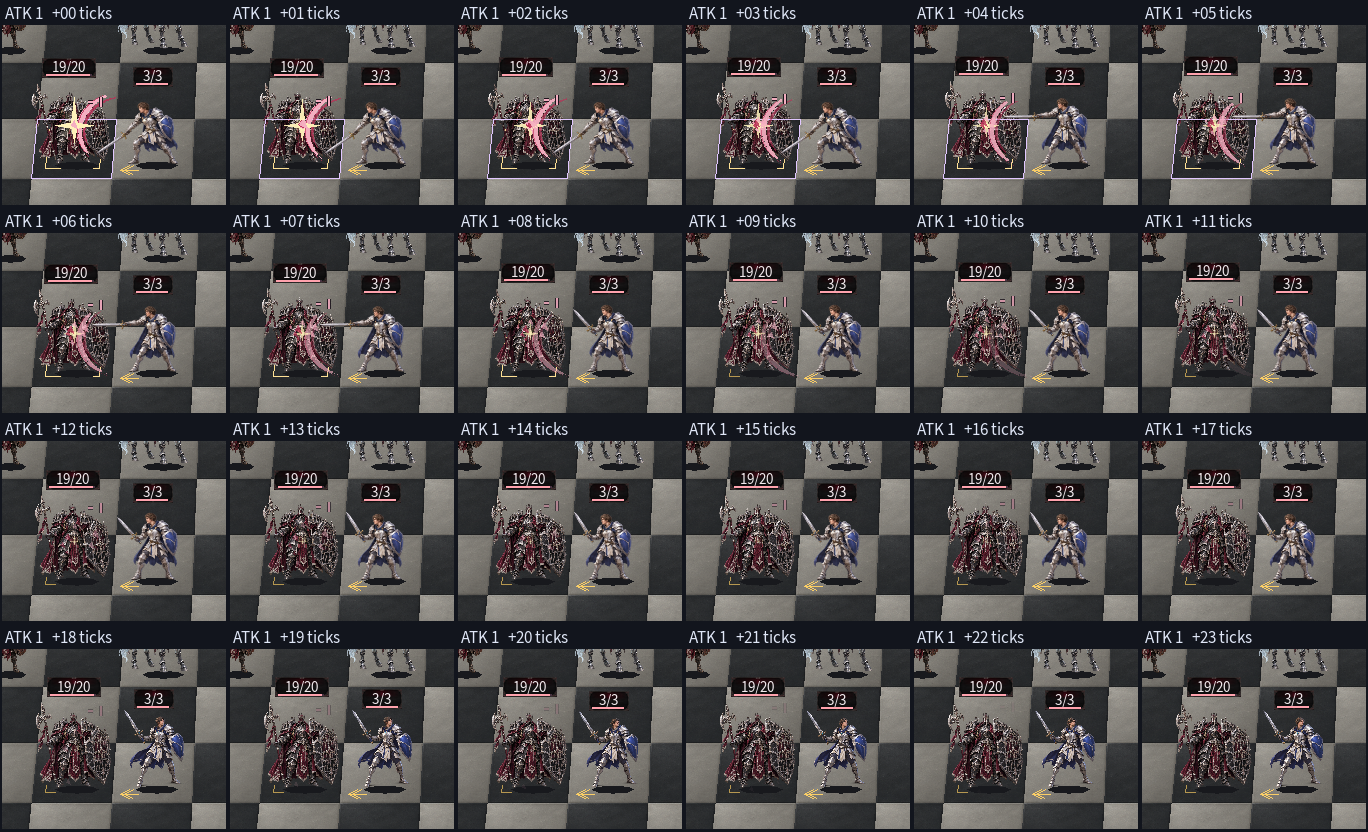 ATK 1 +00 ticks ATK 1 +01 ticks ATK 1 +02 ticks ATK 1 +03 ticks ATK 1 +04 ticks ATK 1 +05 ticks
19/20 3/3 19/20 3/3 19/20 3/3 19/20 3/3 19/20 3/3 19/20 3/3
ATK 1 +06 ticks ATK 1 +07 ticks ATK 1 +08 ticks ATK 1 +09 ticks ATK 1 +10 ticks ATK 1 +11 ticks
19/20 3/3 19/20 3/3 19/20 3/3 19/20 3/3 19/20 3/3 19/20 3/3
ATK 1 +12 ticks ATK 1 +13 ticks ATK 1 +14 ticks ATK 1 +15 ticks ATK 1 +16 ticks ATK 1 +17 ticks
19/20 3/3 19/20 3/3 19/20 3/3 19/20 3/3 19/20 3/3 19/20 3/3
ATK 1 +18 ticks ATK 1 +19 ticks ATK 1 +20 ticks ATK 1 +21 ticks ATK 1 +22 ticks ATK 1 +23 ticks
19/20 3/3 19/20 3/3 19/20 3/3 19/20 3/3 19/20 3/3 19/20 3/3